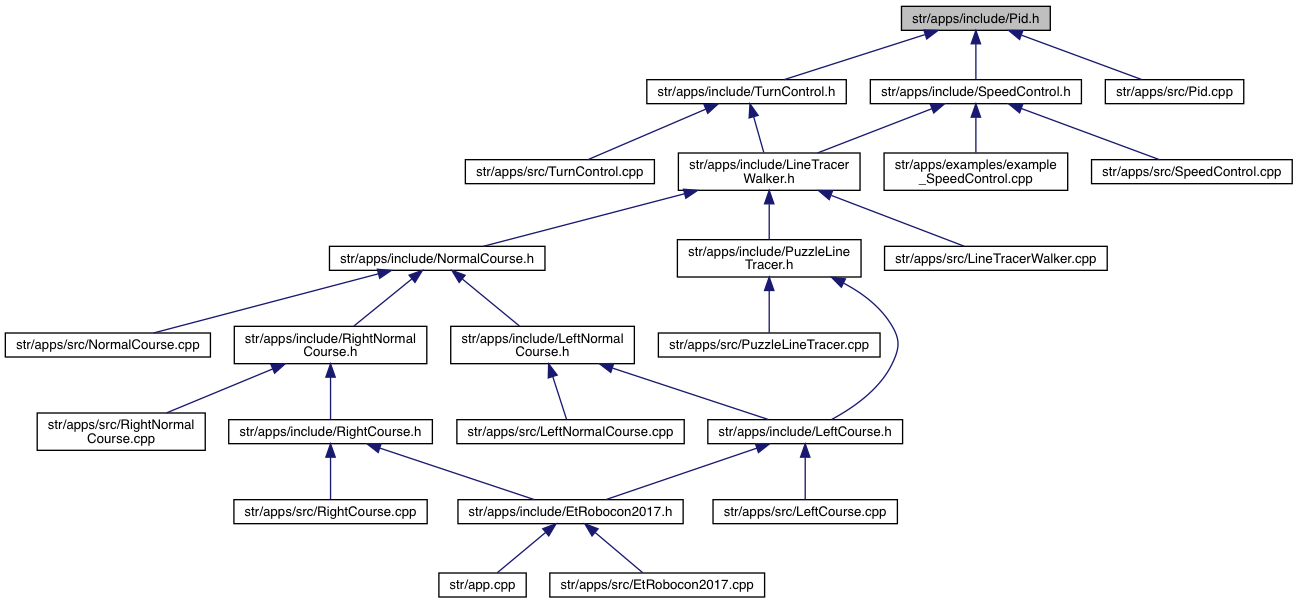 str/apps/include/Pid.h
str/apps/include/TurnControl.h
str/apps/include/SpeedControl.h
str/apps/src/Pid.cpp
str/apps/src/TurnControl.cpp
str/apps/include/LineTracer
Walker.h
str/apps/examples/example
_SpeedControl.cpp
str/apps/src/SpeedControl.cpp
str/apps/include/NormalCourse.h
str/apps/include/PuzzleLine
Tracer.h
str/apps/src/LineTracerWalker.cpp
str/apps/src/NormalCourse.cpp
str/apps/include/RightNormal
Course.h
str/apps/include/LeftNormal
Course.h
str/apps/src/PuzzleLineTracer.cpp
str/apps/src/RightNormal
Course.cpp
str/apps/include/RightCourse.h
str/apps/src/LeftNormalCourse.cpp
str/apps/include/LeftCourse.h
str/apps/src/RightCourse.cpp
str/apps/include/EtRobocon2017.h
str/apps/src/LeftCourse.cpp
str/app.cpp
str/apps/src/EtRobocon2017.cpp